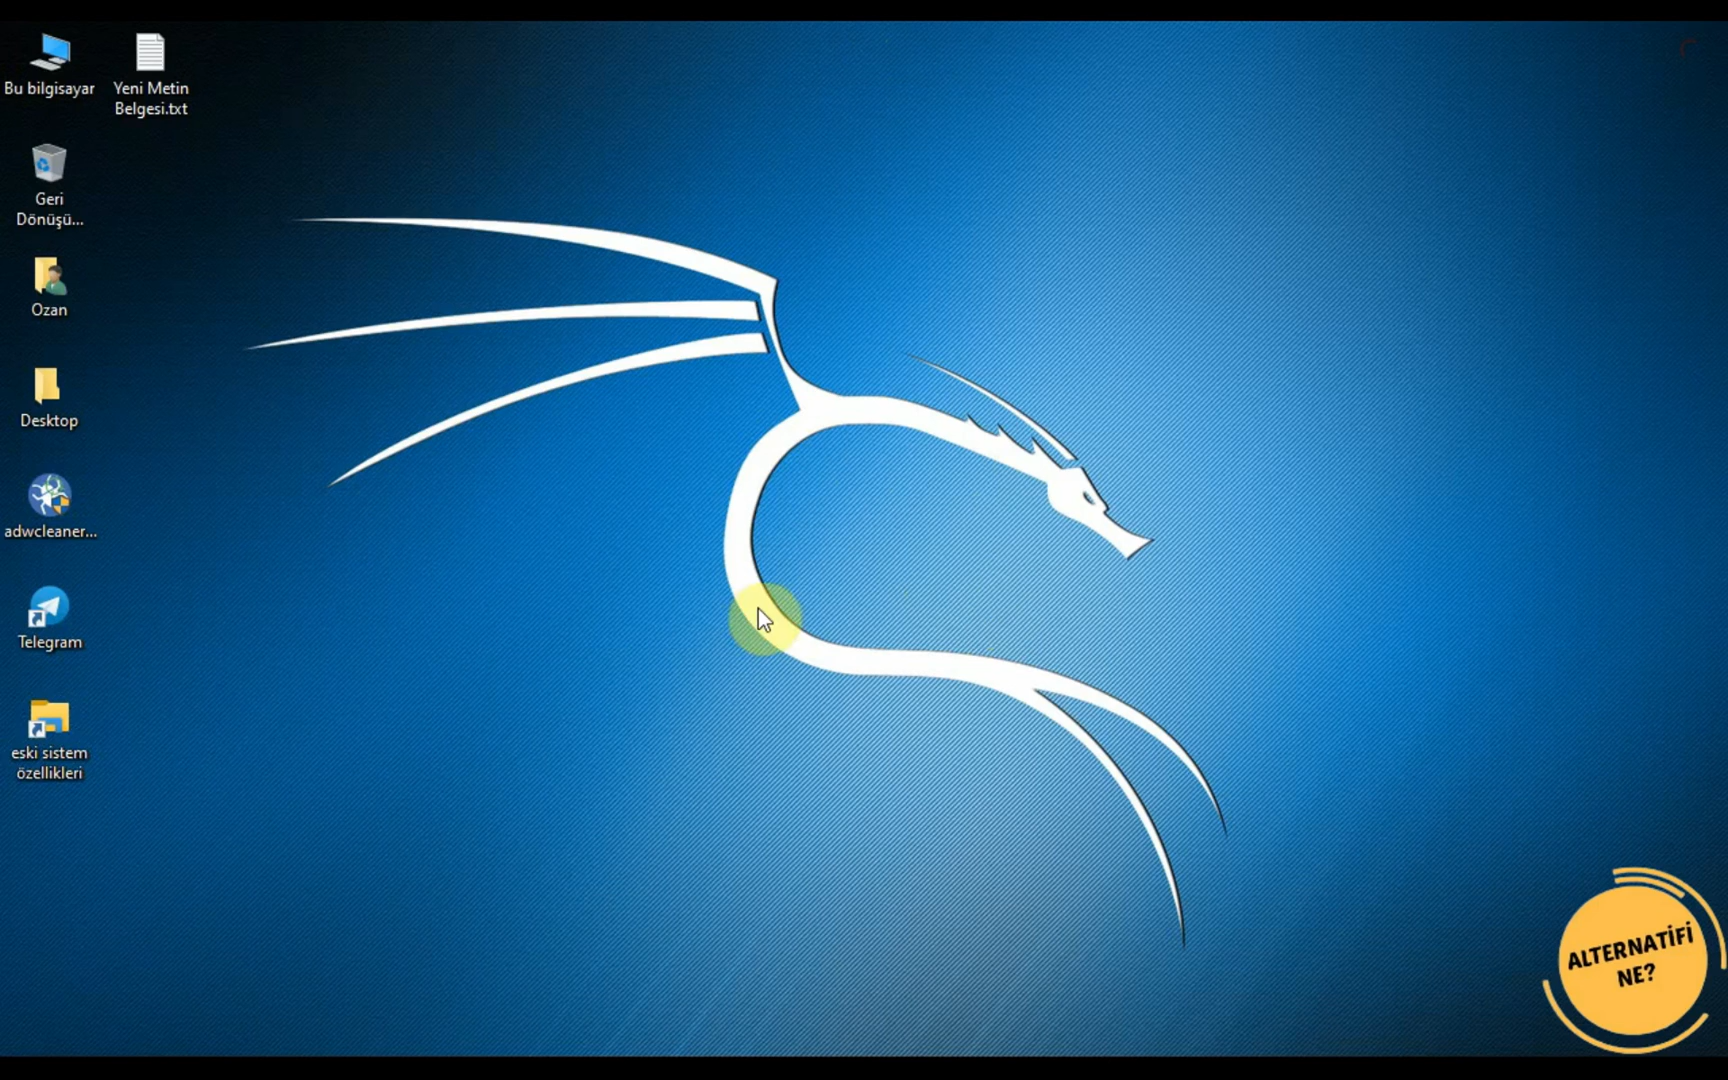 Bu bilgisayar
Yeni Metin
Belgesi.txt
Geri
Dönüşü...
Ozan
Desktop
adwcleaner...
Telegram
eski sistem
özellikleri
ALTERNATİFİ
NE?